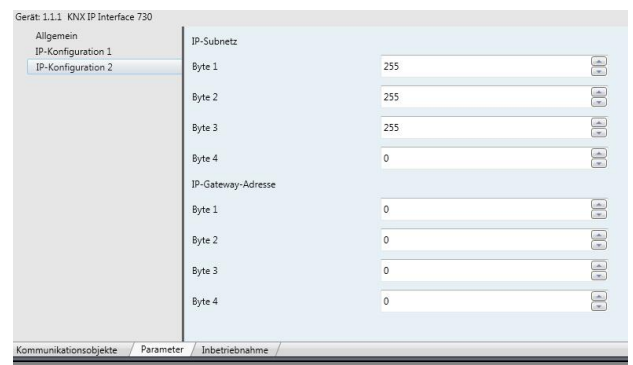 Gerät: 1.1.1 KNX IP Interface 730
Allgemein
IP-Konfiguration 1
IP-Konfiguration 2
IP-Subnetz
Byte 1 255
Byte 2 255
Byte 3 255
Byte 4 0
IP-Gateway-Adresse
Byte 1 0
Byte 2 0
Byte 3 0
Byte 4 0
Kommunikationsobjekte Parameter Inbetriebnahme